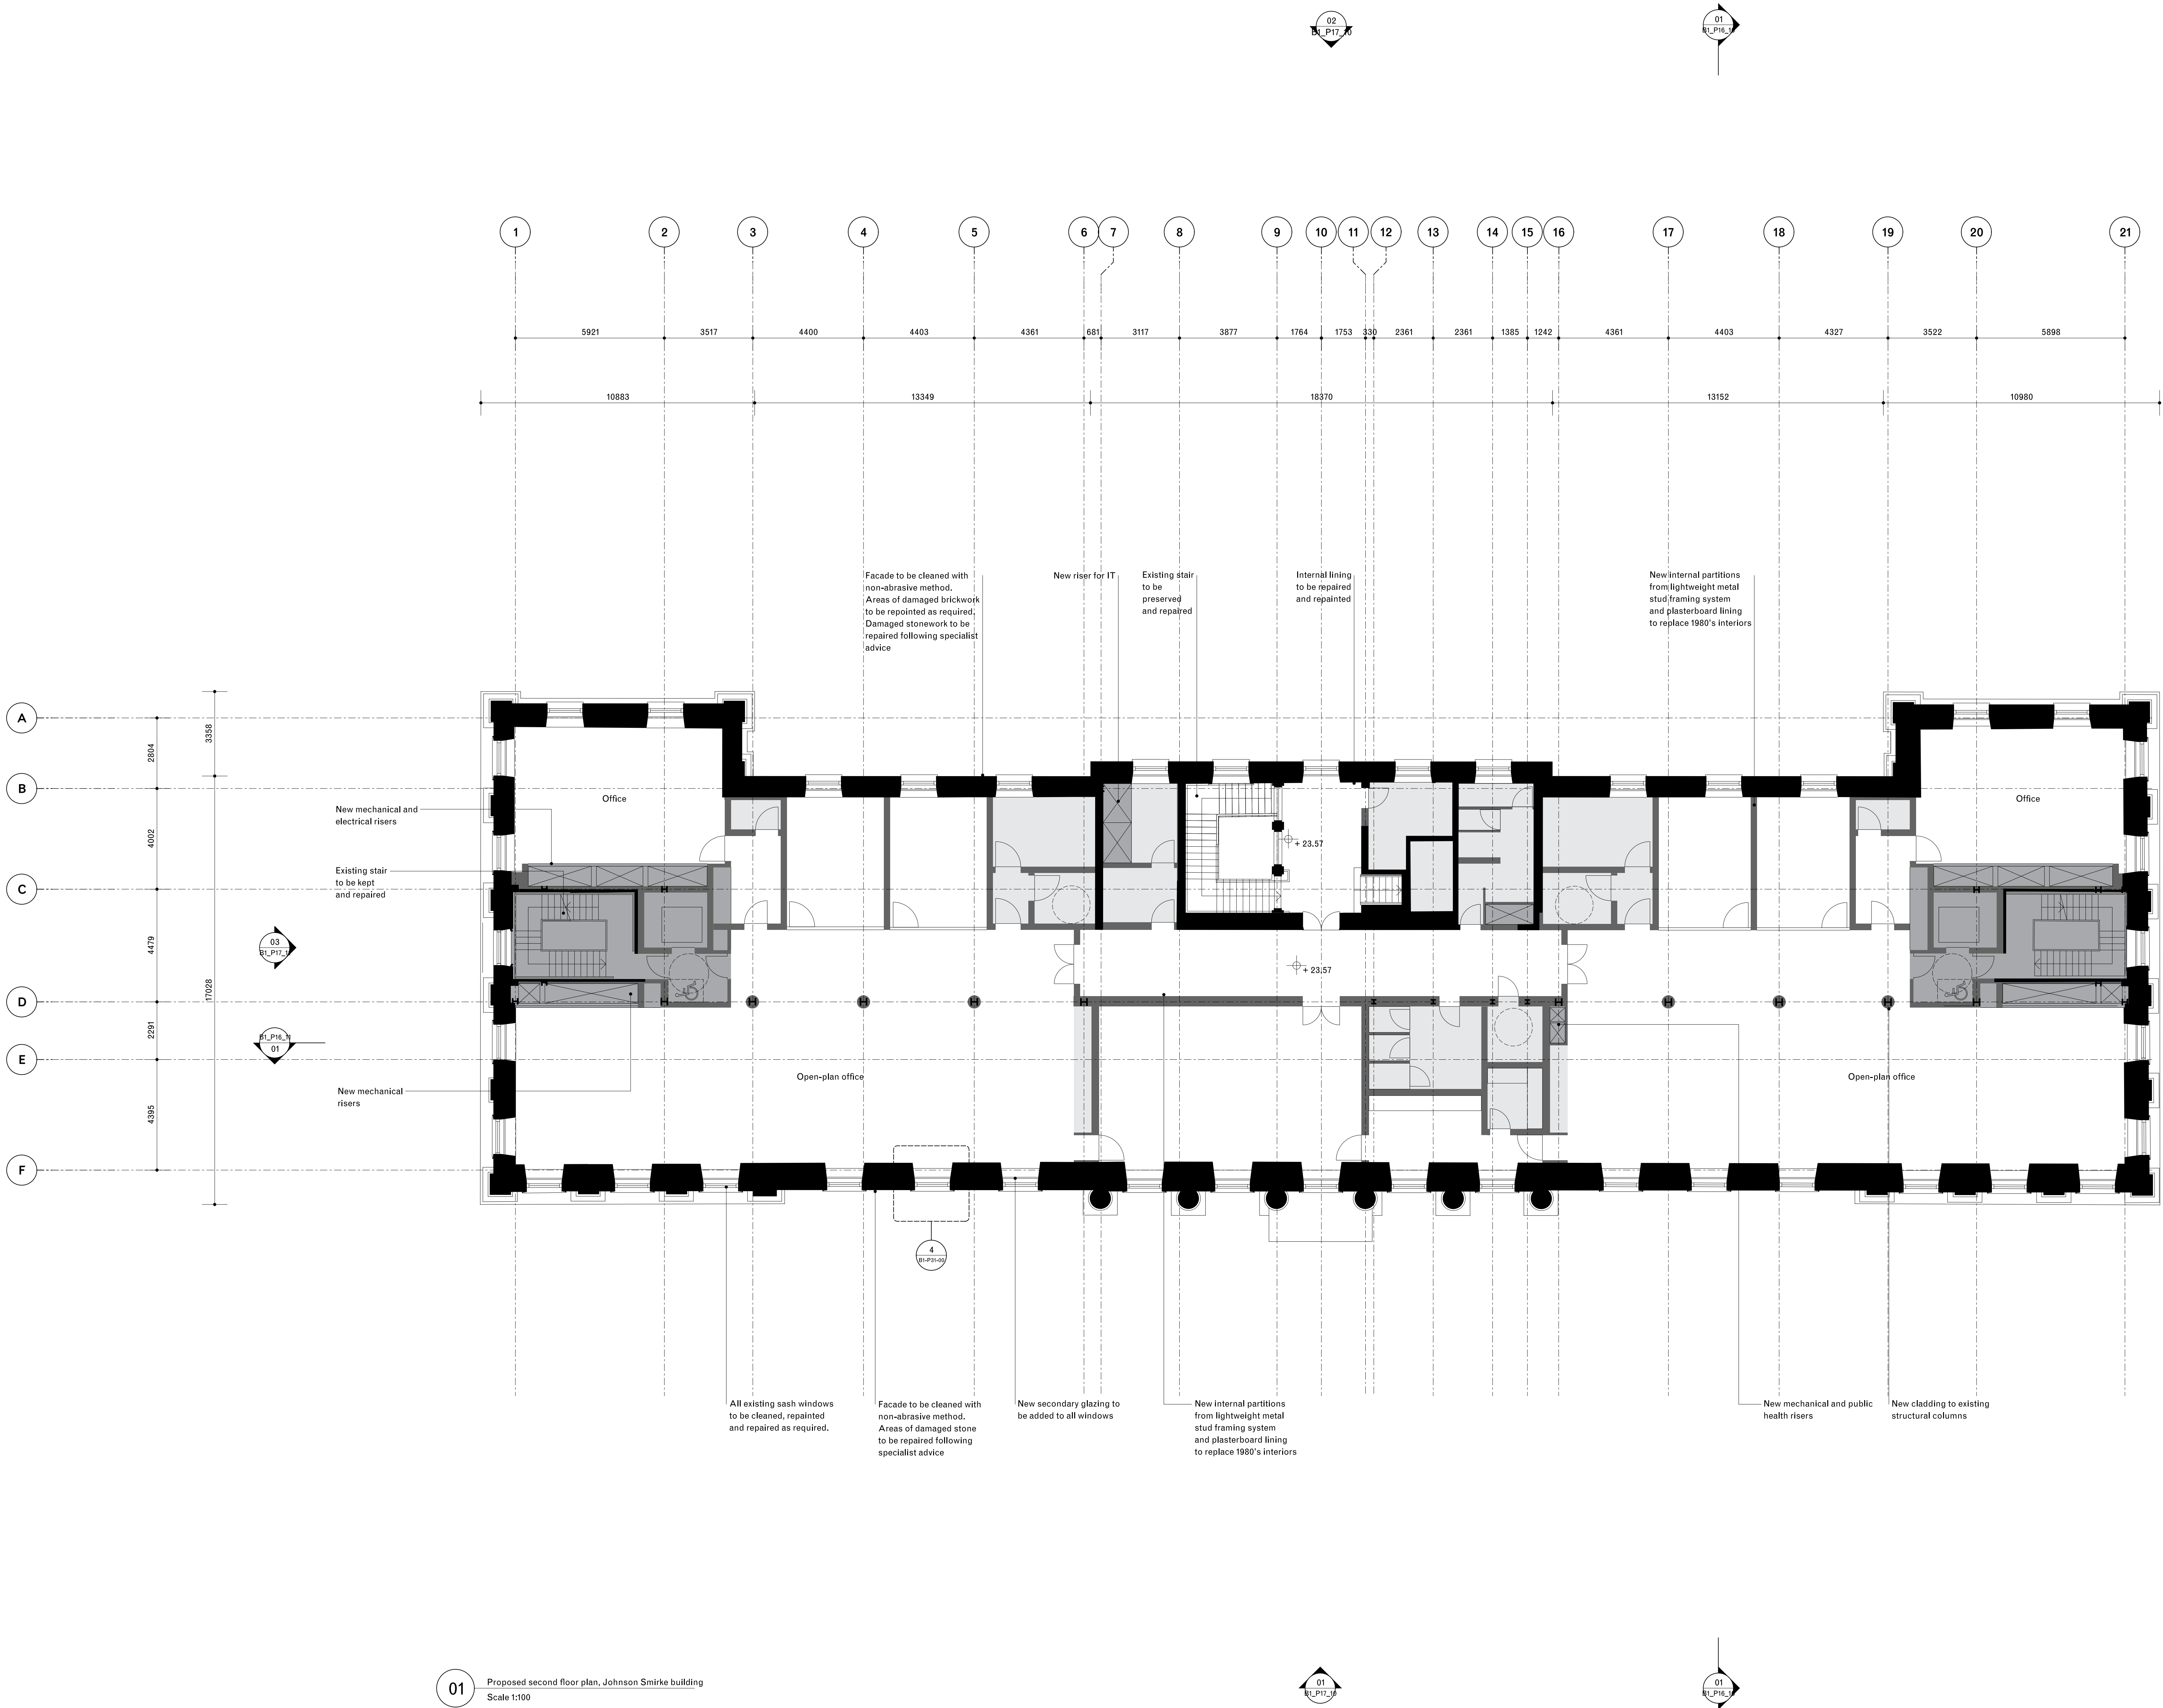 02
B1_P17_10
01
B1_P16_1
1
2
3
4
5
6
7
8
9
10
11
12
13
14
15
16
17
18
19
20
21
5921
3517
4400
4403
4361
681
3117
3877
1764
1753
330
2361
2361
1385
1242
4361
4403
4327
3522
5898
10883
13349
18370
13152
10980
Facade to be cleaned with
non-abrasive method.
Areas of damaged brickwork
to be repointed as required.
Damaged stonework to be
repaired following specialist
advice
New riser for IT
Existing stair
to be
preserved
and repaired
Internal lining
to be repaired
and repainted
New internal partitions
from lightweight metal
stud framing system
and plasterboard lining
to replace 1980's interiors
A
B
C
D
E
F
2804
4002
4479
2291
4395
3358
17028
New mechanical and
electrical risers
Existing stair
to be kept
and repaired
03
B1_P17_1
B1_P16_11
01
New mechanical
risers
Office
Office
+ 23.57
+ 23.57
Open-plan office
Open-plan office
4
B1-P31-00
All existing sash windows
to be cleaned, repainted
and repaired as required.
Facade to be cleaned with
non-abrasive method.
Areas of damaged stone
to be repaired following
specialist advice
New secondary glazing to
be added to all windows
New internal partitions
from lightweight metal
stud framing system
and plasterboard lining
to replace 1980's interiors
New mechanical and public
health risers
New cladding to existing
structural columns
01
Proposed second floor plan, Johnson Smirke building
Scale 1:100
01
B1_P17_10
01
B1_P16_1